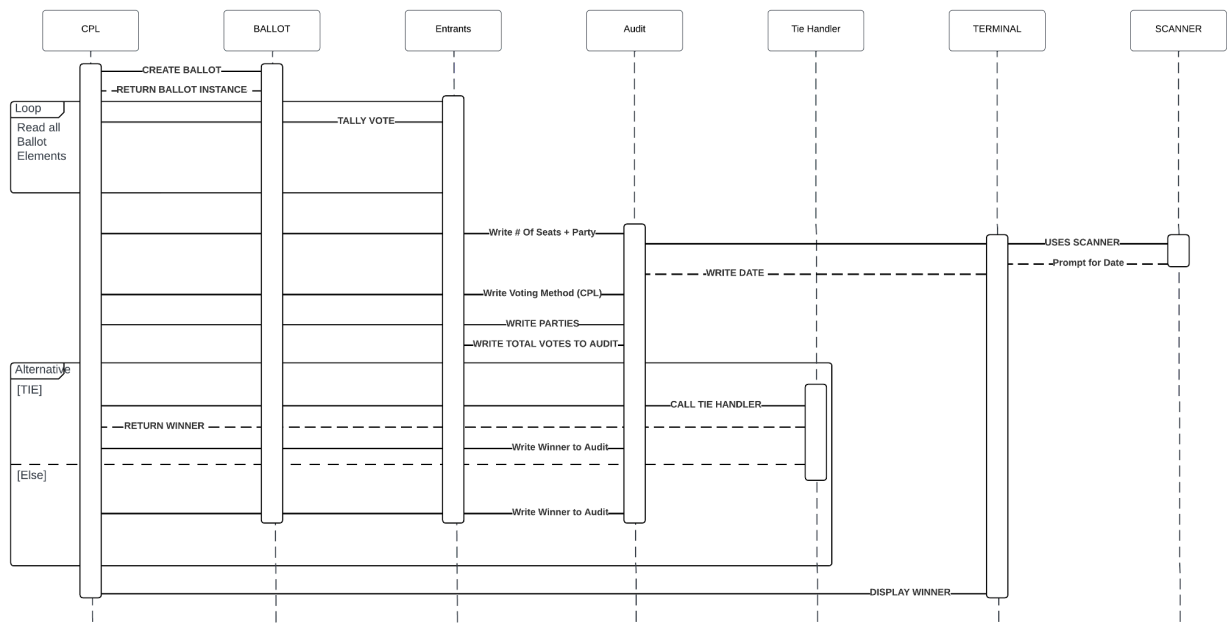 CPL
BALLOT
Entrants
Audit
Tie Handler
TERMINAL
SCANNER
CREATE BALLOT
RETURN BALLOT INSTANCE
Loop
TALLY VOTE
Read all
Ballot
Elements
Write # Of Seats + Party
USES SCANNER
Prompt for Date
WRITE DATE
Write Voting Method (CPL)
WRITE PARTIES
WRITE TOTAL VOTES TO AUDIT
Alternative
[TIE]
CALL TIE HANDLER
RETURN WINNER
Write Winner to Audit
[Else]
Write Winner to Audit
DISPLAY WINNER